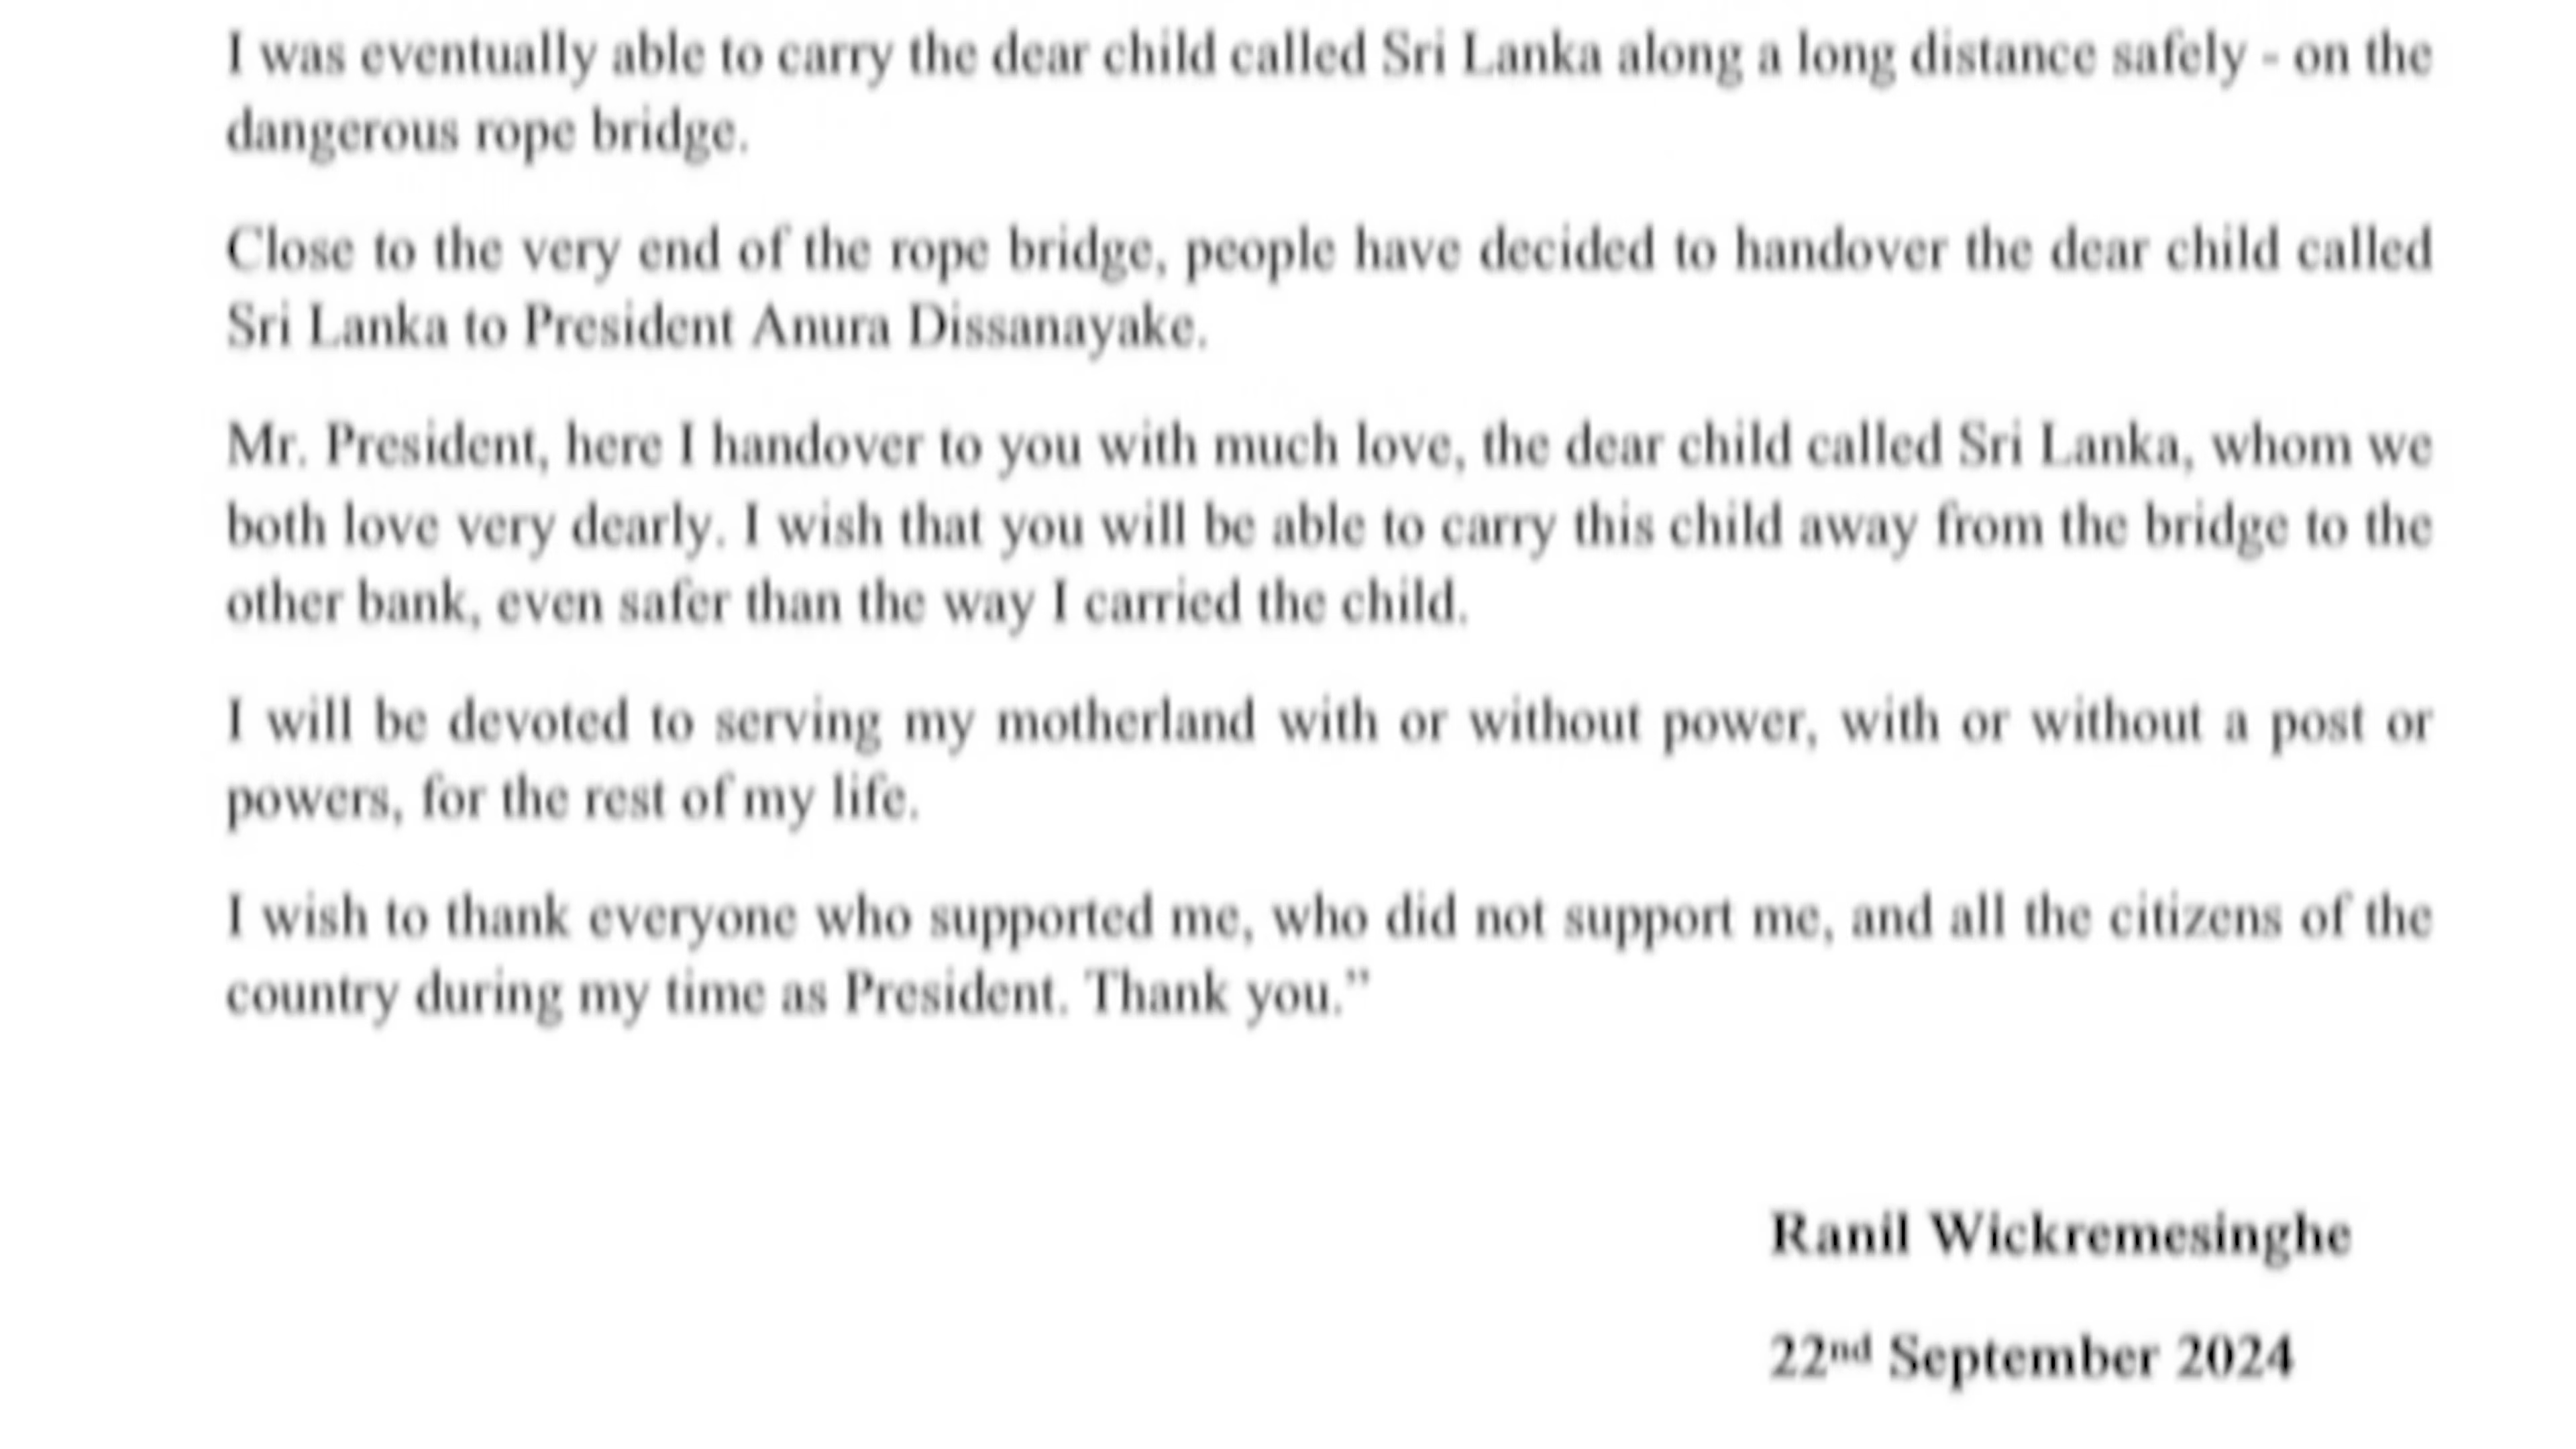 I was eventually able to carry the dear child called Sri Lanka along a long distance safely - on the
dangerous rope bridge.
Close to the very end of the rope bridge, people have decided to handover the dear child called
Sri Lanka to President Anura Dissanayake.
Mr. President, here I handover to you with much love, the dear child called Sri Lanka, whom we
both love very dearly. I wish that you will be able to carry this child away from the bridge to the
other bank, even safer than the way I carried the child.
I will be devoted to serving my motherland with or without power, with or without a post or
powers, for the rest of my life.
I wish to thank everyone who supported me, who did not support me, and all the citizens of the
country during my time as President. Thank you.”
Ranil Wickremesinghe
22nd September 2024